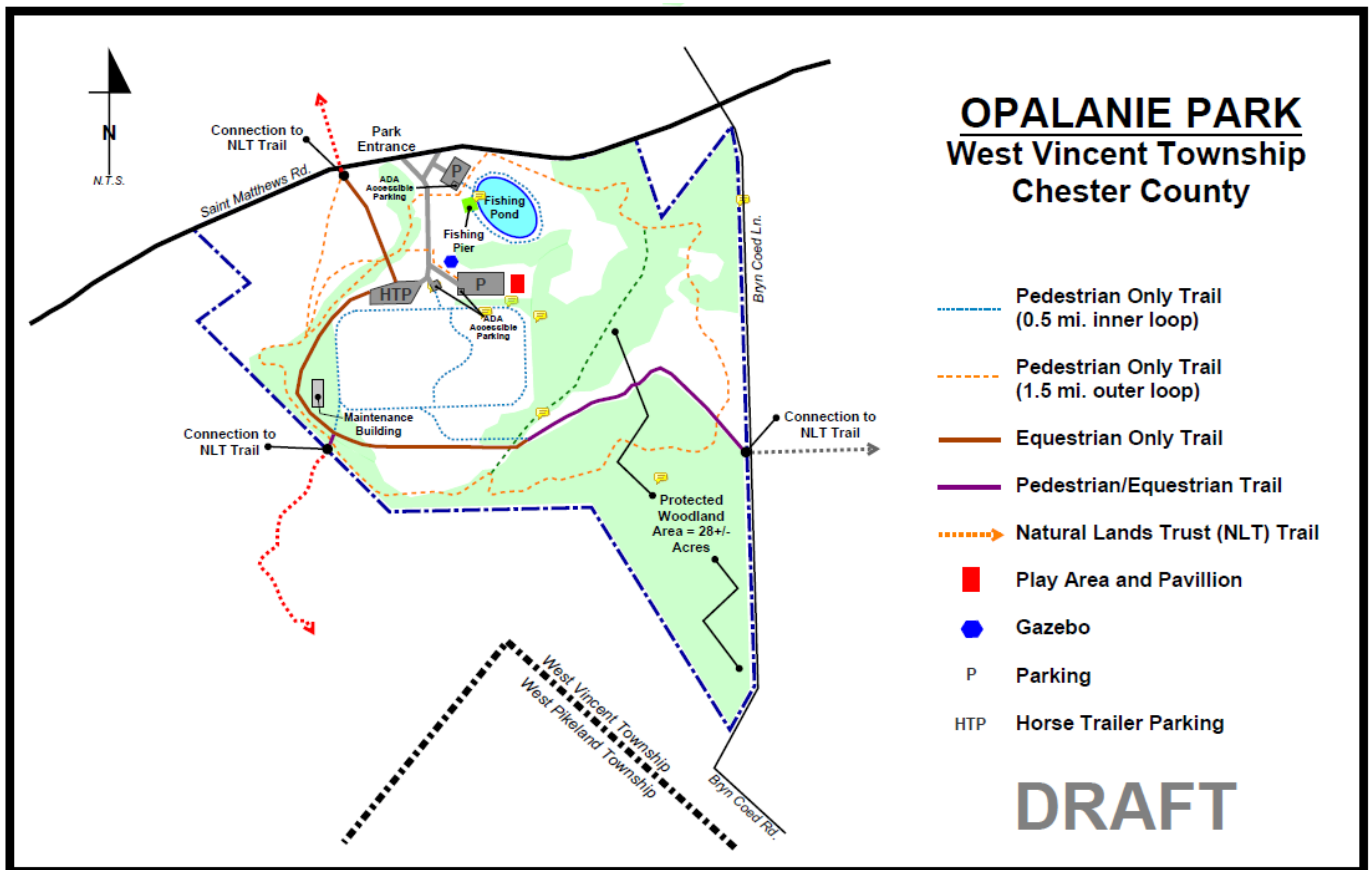 OPALANIE PARK
West Vincent Township
Chester County
N
N.T.S.
Connection to
NLT Trail
Park
Entrance
Saint Matthews Rd.
ADA
Accessible
Parking
P
Fishing
Pond
Fishing
Pier
HTP
P
ADA
Accessible
Parking
Bryn Coed Ln.
Maintenance
Building
Connection to
NLT Trail
Connection to
NLT Trail
Protected
Woodland
Area = 28+/-
Acres
West Vincent Township
West Pikeland Township
Bryn Coed Rd.
Pedestrian Only Trail
(0.5 mi. inner loop)
Pedestrian Only Trail
(1.5 mi. outer loop)
Equestrian Only Trail
Pedestrian/Equestrian Trail
Natural Lands Trust (NLT) Trail
Play Area and Pavillion
Gazebo
P Parking
HTP Horse Trailer Parking
DRAFT